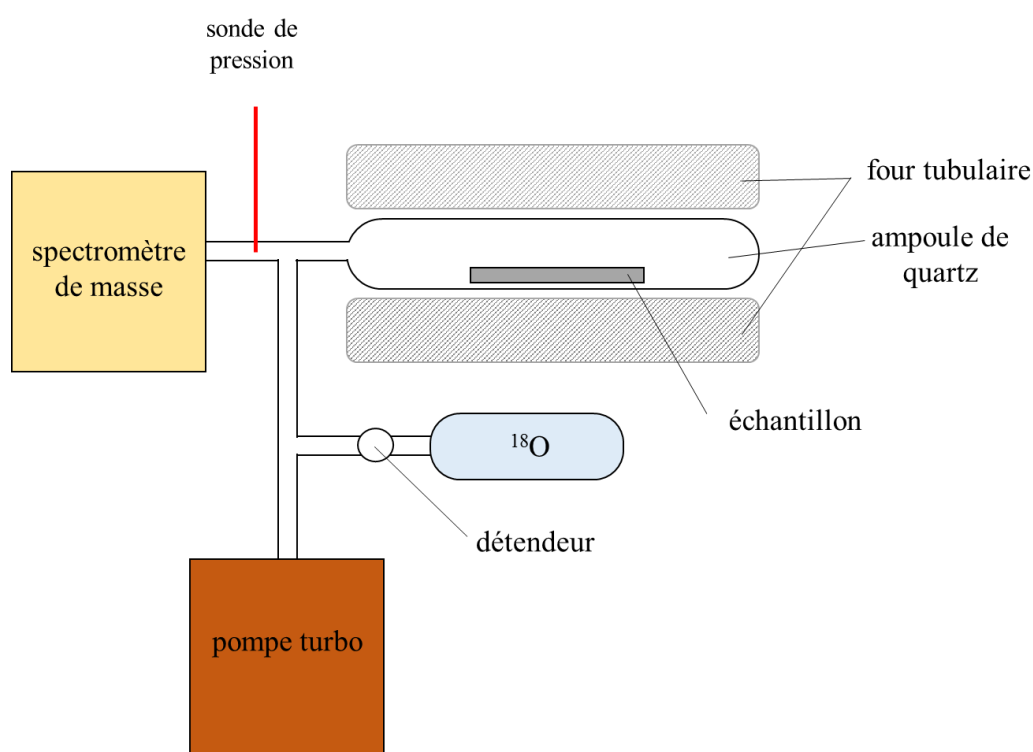 sonde de
pression
four tubulaire
spectromètre
de masse
ampoule de
quartz
échantillon
¹⁸O
détendeur
pompe turbo